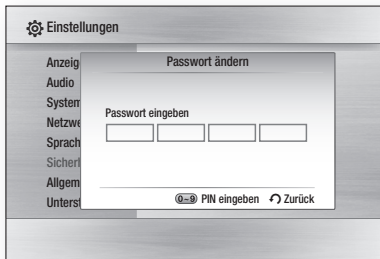 Einstellungen
Anzeig
Passwort ändern
Audio
System
Passwort eingeben
Netzwe
Sprach
Sicherh
Allgem
Unterst
0~9 PIN eingeben Zurück